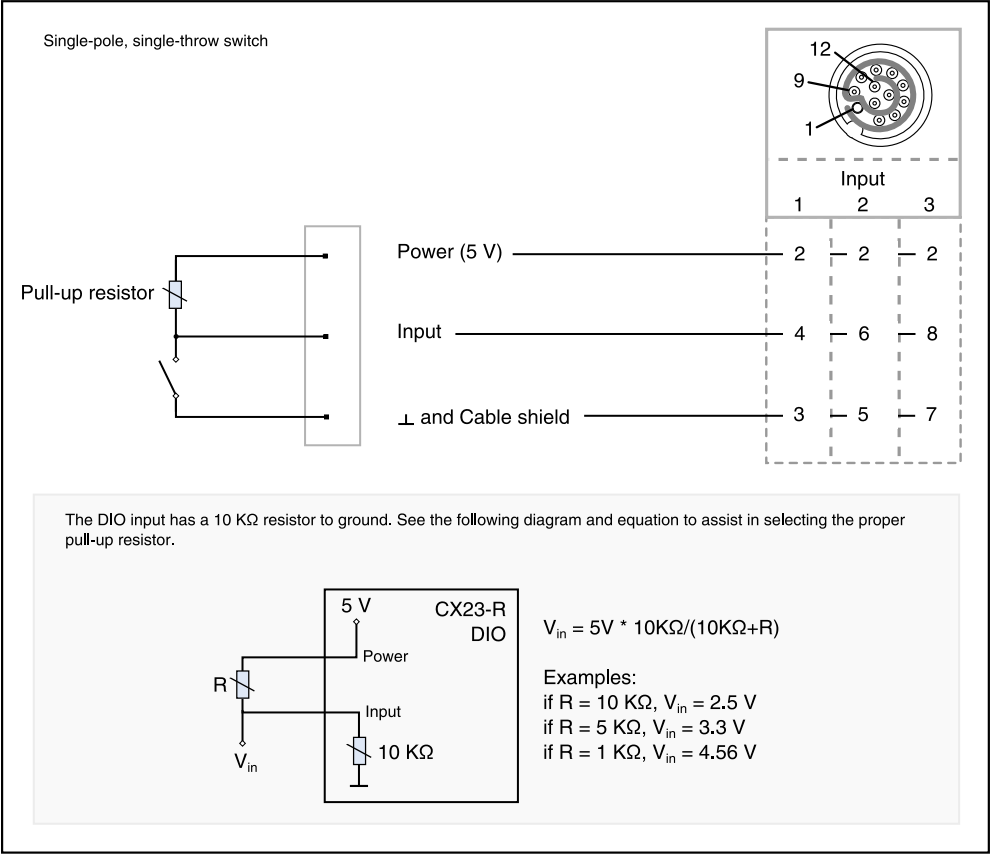 Single-pole, single-throw switch
12
9
1
Input
1 2 3
Power (5 V) 2 2 2
Pull-up resistor
Input 4 6 8
⊥ and Cable shield 3 5 7
The DIO input has a 10 KΩ resistor to ground. See the following diagram and equation to assist in selecting the proper
pull-up resistor.
5 V CX23-R
DIO
Power
R
Input
10 KΩ
Vin
Vin = 5V * 10KΩ/(10KΩ+R)
Examples:
if R = 10 KΩ, Vin = 2.5 V
if R = 5 KΩ, Vin = 3.3 V
if R = 1 KΩ, Vin = 4.56 V